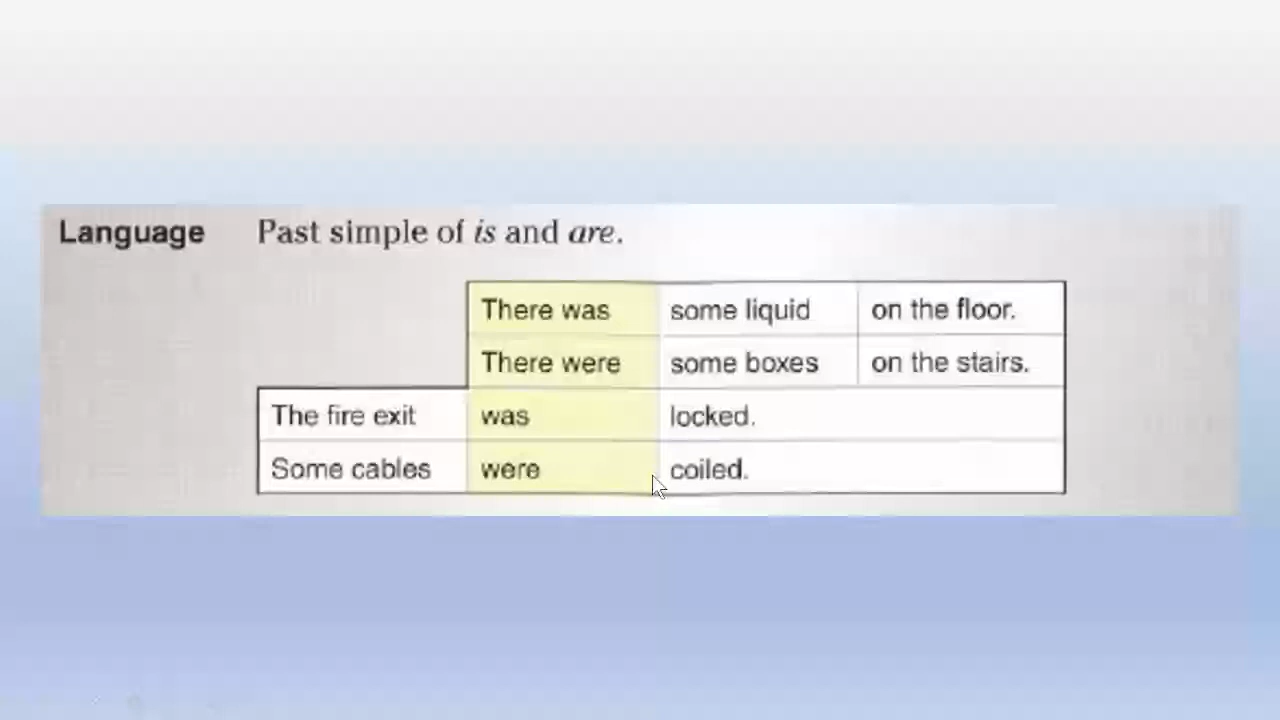 Language Past simple of is and are.
There was some liquid on the floor.
There were some boxes on the stairs.
The fire exit was locked.
Some cables were coiled.